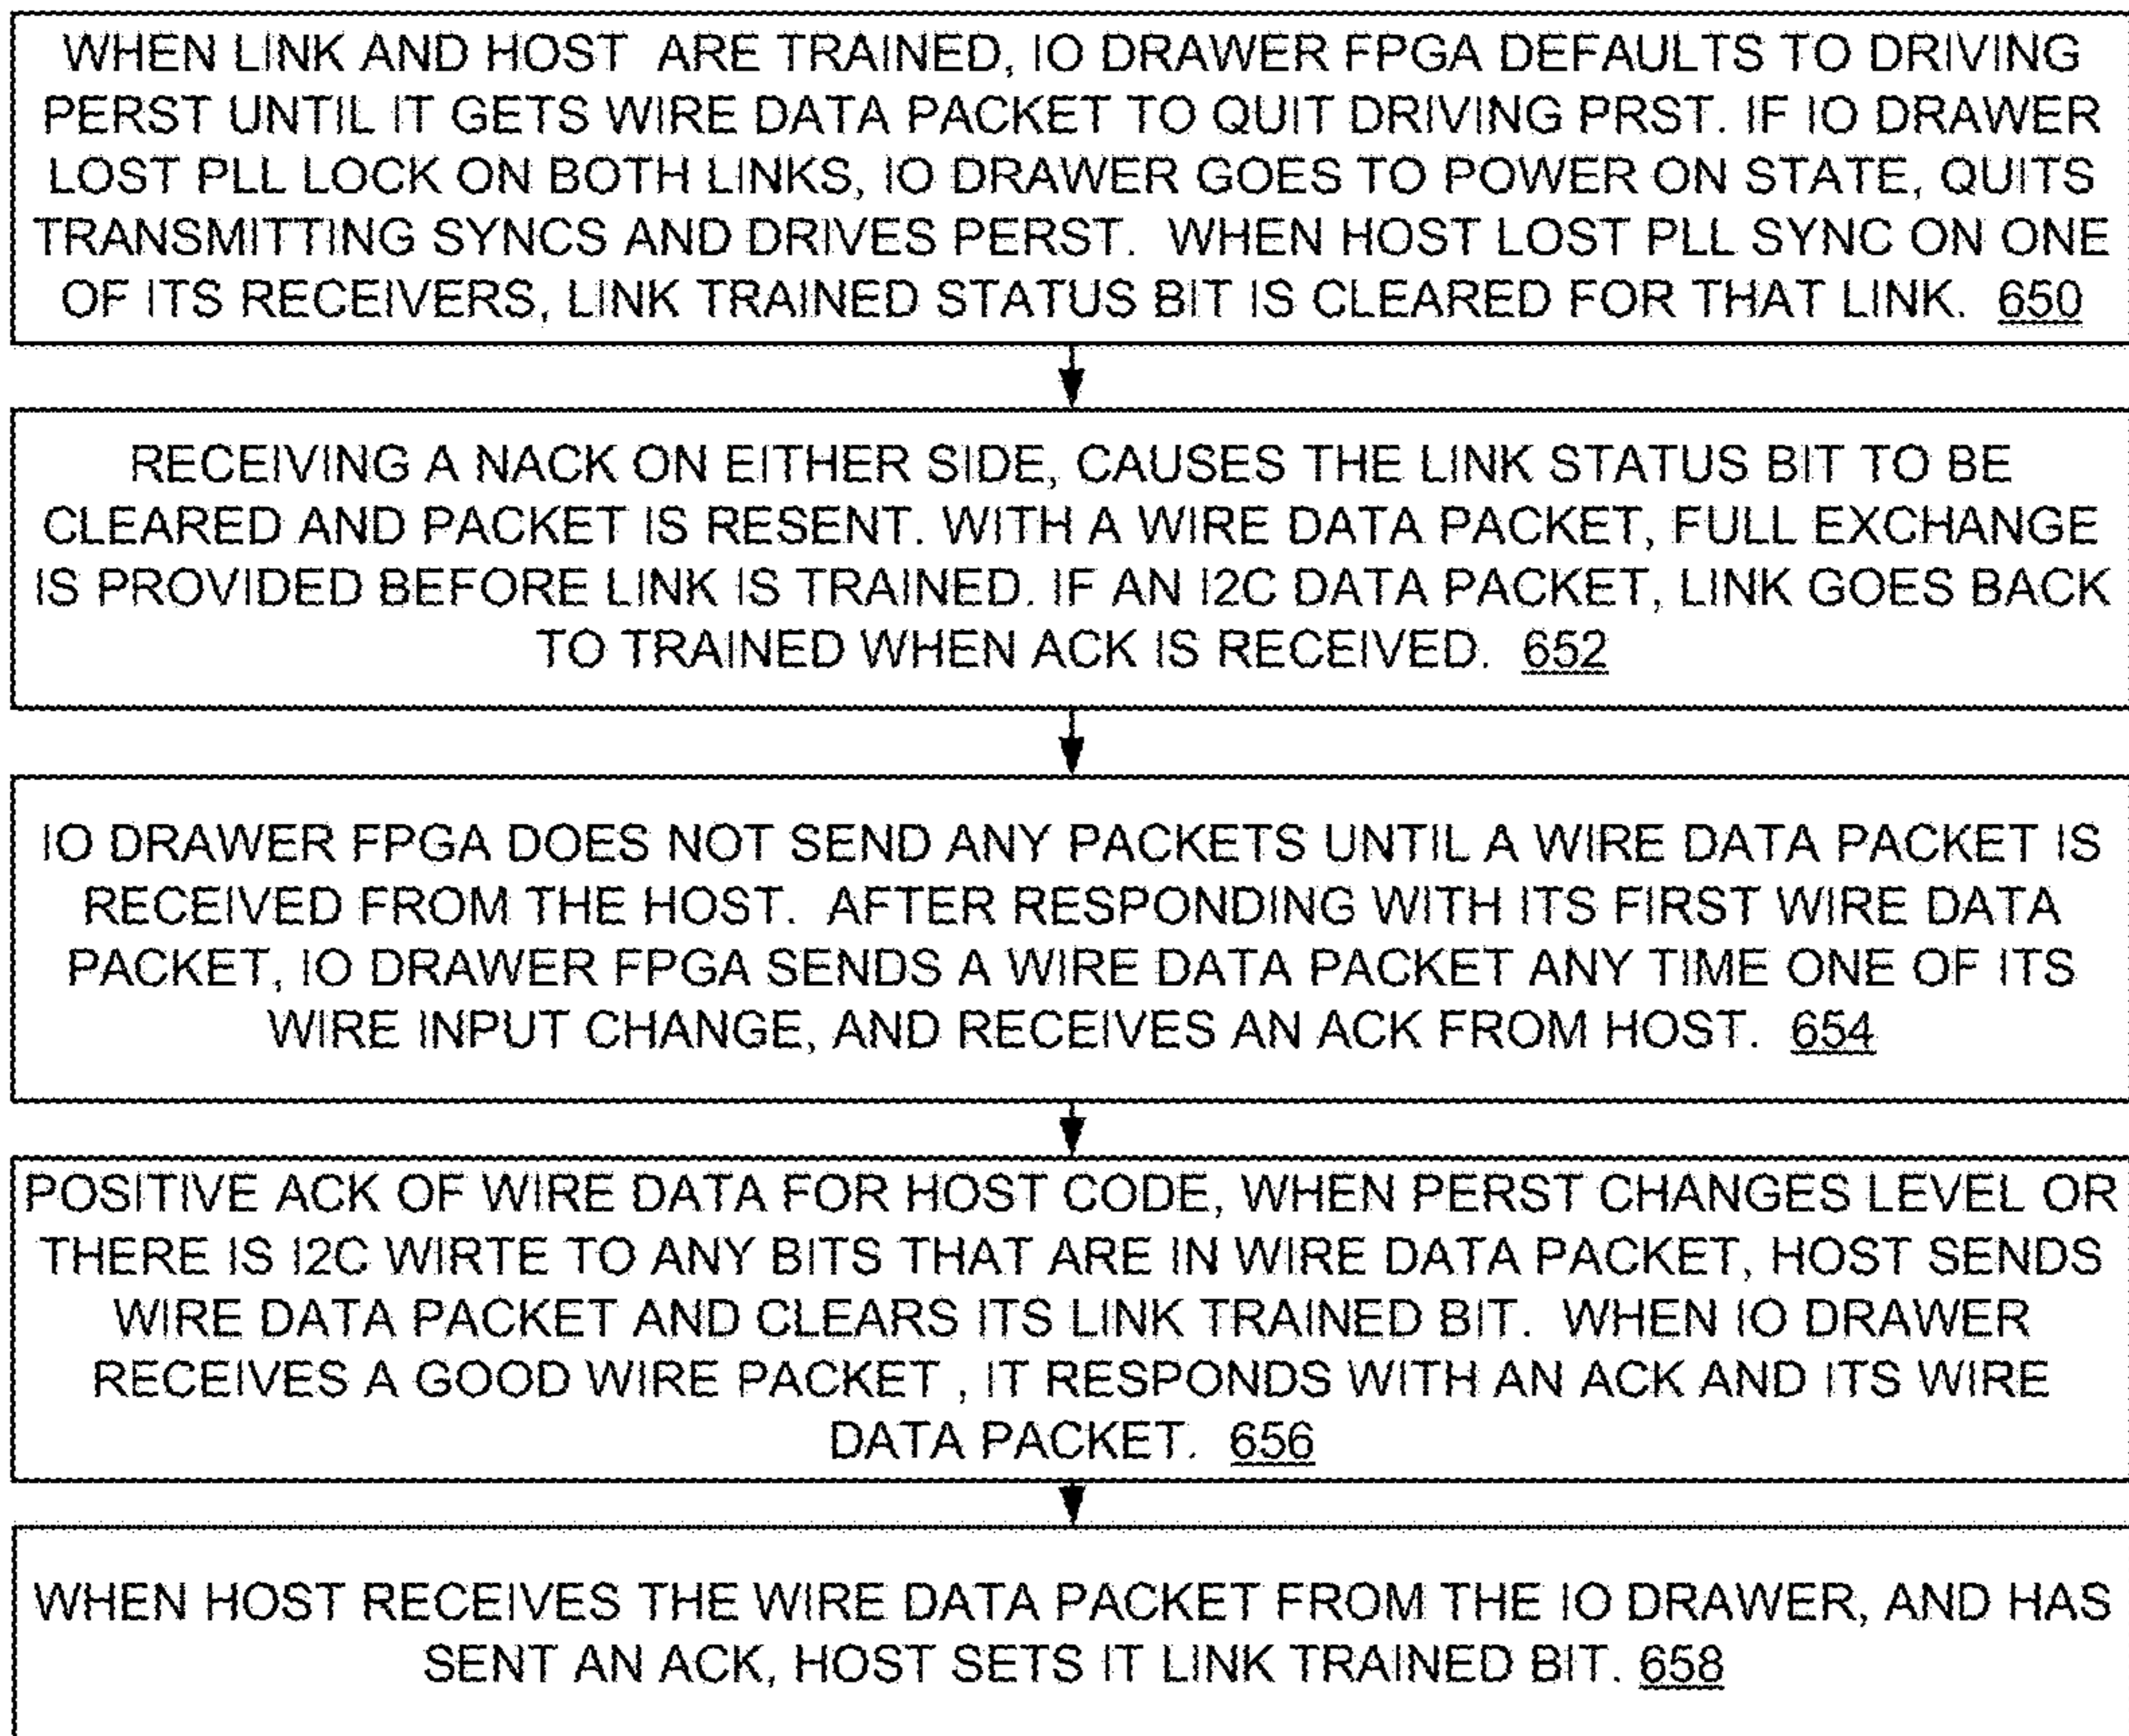 WHEN LINK AND HOST ARE TRAINED, IO DRAWER FPGA DEFAULTS TO DRIVING
PERST UNTIL IT GETS WIRE DATA PACKET TO QUIT DRIVING PRST. IF IO DRAWER
LOST PLL LOCK ON BOTH LINKS, IO DRAWER GOES TO POWER ON STATE, QUITS
TRANSMITTING SYNCS AND DRIVES PERST. WHEN HOST LOST PLL SYNC ON ONE
OF ITS RECEIVERS, LINK TRAINED STATUS BIT IS CLEARED FOR THAT LINK. 650
RECEIVING A NACK ON EITHER SIDE, CAUSES THE LINK STATUS BIT TO BE
CLEARED AND PACKET IS RESENT. WITH A WIRE DATA PACKET, FULL EXCHANGE
IS PROVIDED BEFORE LINK IS TRAINED. IF AN I2C DATA PACKET, LINK GOES BACK
TO TRAINED WHEN ACK IS RECEIVED. 652
IO DRAWER FPGA DOES NOT SEND ANY PACKETS UNTIL A WIRE DATA PACKET IS
RECEIVED FROM THE HOST. AFTER RESPONDING WITH ITS FIRST WIRE DATA
PACKET, IO DRAWER FPGA SENDS A WIRE DATA PACKET ANY TIME ONE OF ITS
WIRE INPUT CHANGE, AND RECEIVES AN ACK FROM HOST. 654
POSITIVE ACK OF WIRE DATA FOR HOST CODE, WHEN PERST CHANGES LEVEL OR
THERE IS I2C WIRTE TO ANY BITS THAT ARE IN WIRE DATA PACKET, HOST SENDS
WIRE DATA PACKET AND CLEARS ITS LINK TRAINED BIT. WHEN IO DRAWER
RECEIVES A GOOD WIRE PACKET , IT RESPONDS WITH AN ACK AND ITS WIRE
DATA PACKET. 656
WHEN HOST RECEIVES THE WIRE DATA PACKET FROM THE IO DRAWER, AND HAS
SENT AN ACK, HOST SETS IT LINK TRAINED BIT. 658